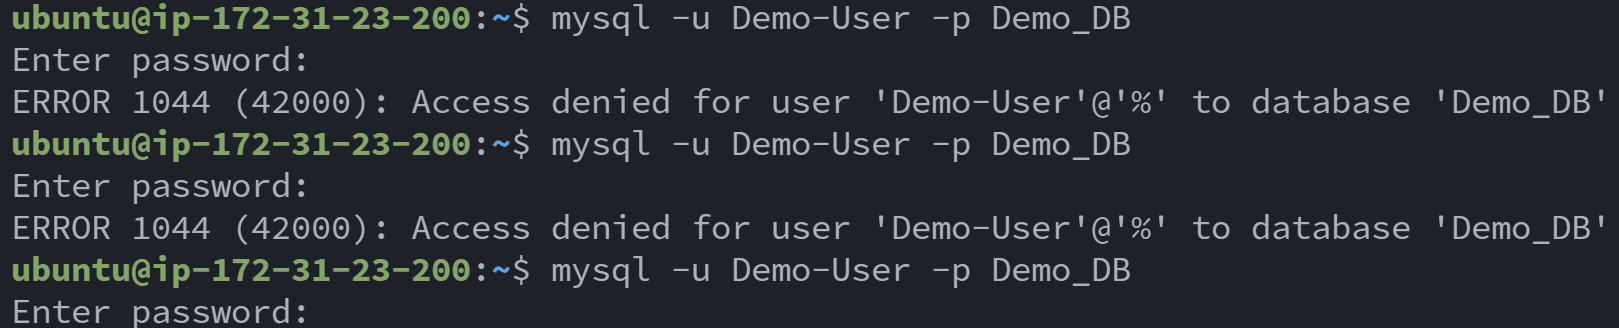 ubuntu@ip-172-31-23-200:~$ mysql -u Demo-User -p Demo_DB
Enter password:
ERROR 1044 (42000): Access denied for user 'Demo-User'@'%' to database 'Demo_DB'
ubuntu@ip-172-31-23-200:~$ mysql -u Demo-User -p Demo_DB
Enter password:
ERROR 1044 (42000): Access denied for user 'Demo-User'@'%' to database 'Demo_DB'
ubuntu@ip-172-31-23-200:~$ mysql -u Demo-User -p Demo_DB
Enter password: